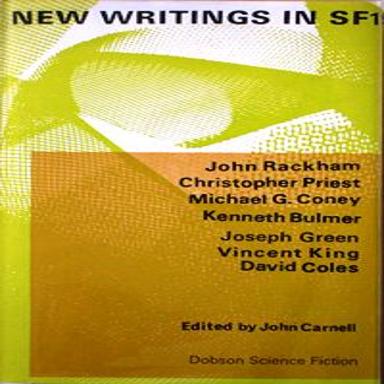 NEW WRITINGS IN SF1
John Rackham
Christopher Priest
Michael G. Coney
Kenneth Bulmer
Joseph Green
Vincent King
David Coles
Edited by John Carnell
Dobson Science Fiction